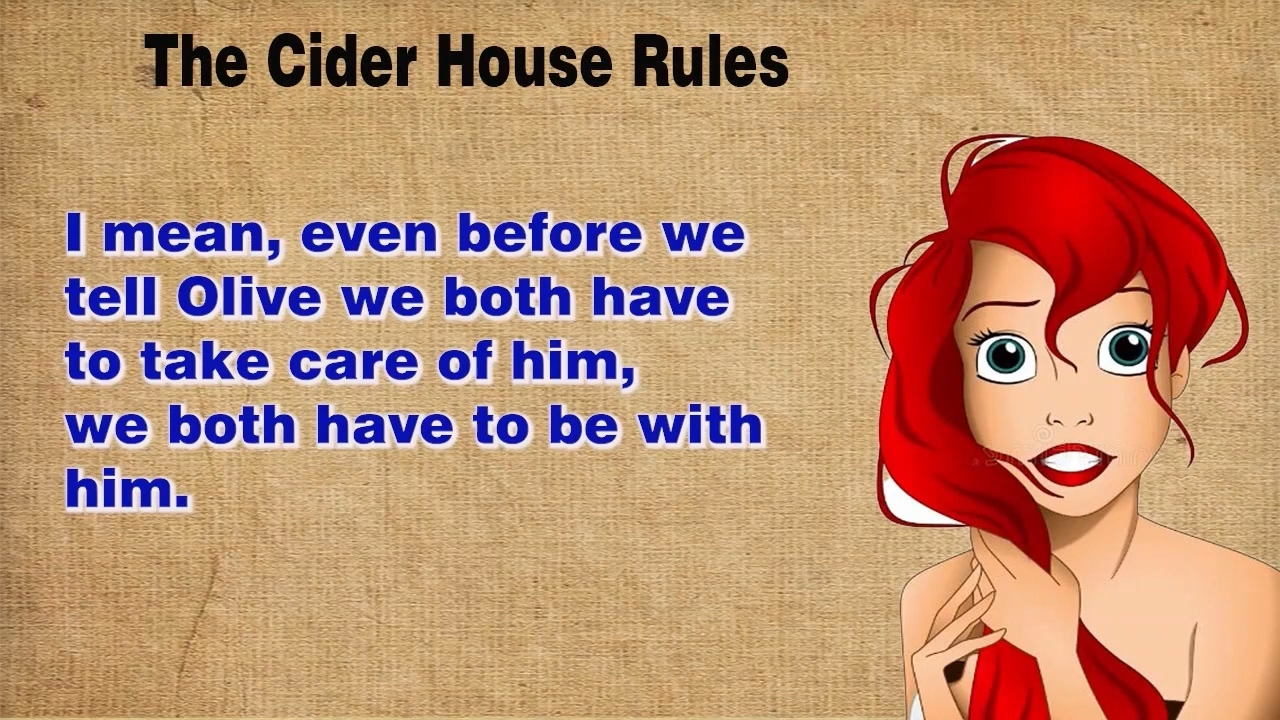 The Cider House Rules
I mean, even before we
tell Olive we both have
to take care of him,
we both have to be with
him.